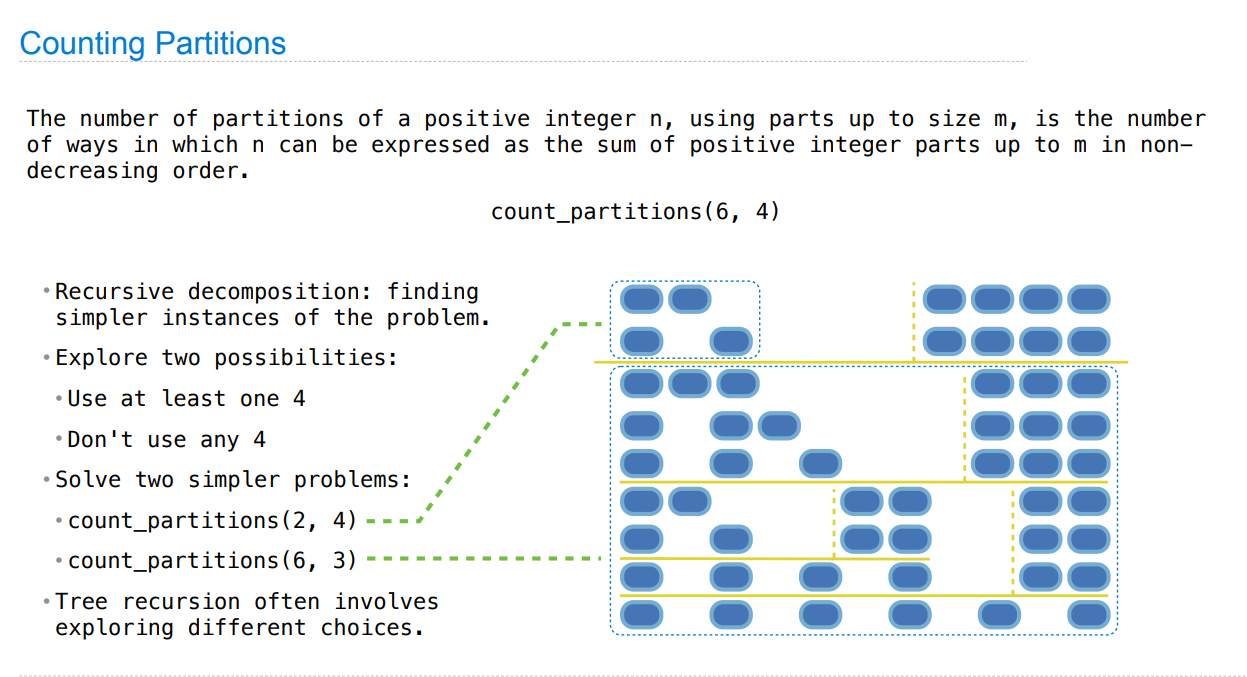 Counting Partitions
The number of partitions of a positive integer n, using parts up to size m, is the number
of ways in which n can be expressed as the sum of positive integer parts up to m in non-
decreasing order.
count_partitions(6, 4)
•Recursive decomposition: finding
simpler instances of the problem.
•Explore two possibilities:
•Use at least one 4
•Don't use any 4
•Solve two simpler problems:
•count_partitions(2, 4)
•count_partitions(6, 3)
•Tree recursion often involves
exploring different choices.